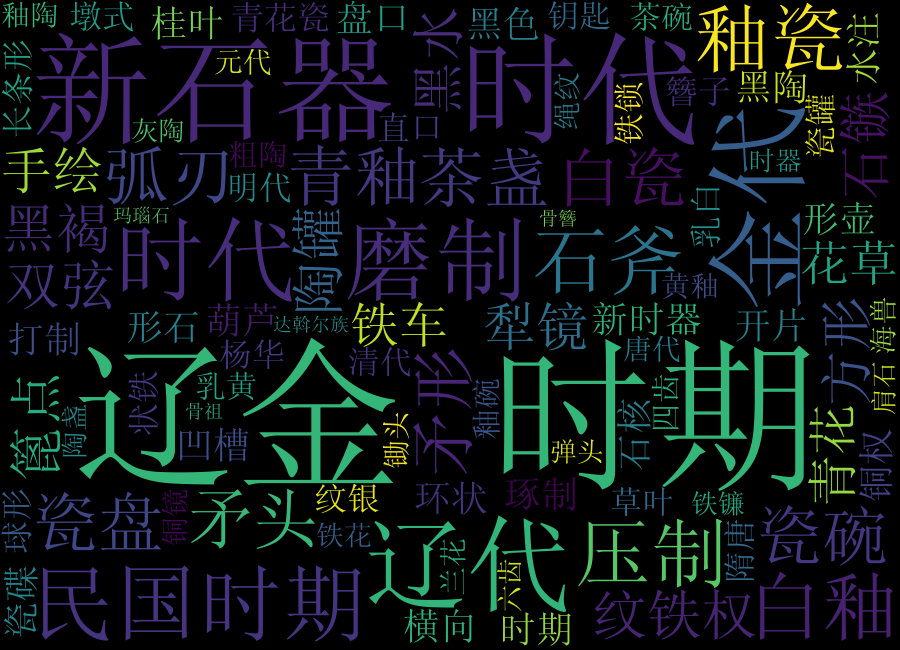 釉陶 墩式 桂叶 青花瓷 盘口 黑色 钥匙 茶碗 釉瓷 水注
长条形 新石器 时代 元代 黑水 绳纹 铁锁 簪子 黑陶 瓷罐 石镞
灰陶 直口 金代
手绘 弧刃 粗陶 明代 青釉茶盏 白瓷 时器
黑褐 玛瑙石 时代 陶罐 磨制 骨簪 石斧 乳白 形壶
双弦 黄釉 花草
打制 形石 葫芦 达斡尔族 铁车 犁镜 新时器 开片 方形 海兽
杨华 清代 唐代
辽金 时期 矛形 肩石
篦点 陶盏 状铁 乳黄 骨祖 釉碗 石核 四齿 青花
凹槽 锄头 弹头 铜权
球形 瓷盘 铜镜 矛头 纹银 环状 琢制 草叶 铁镰
铁花 辽代 兰花 压制 隋唐 瓷碗
瓷碟 民国时期 六齿 纹铁权 白釉
横向 时期